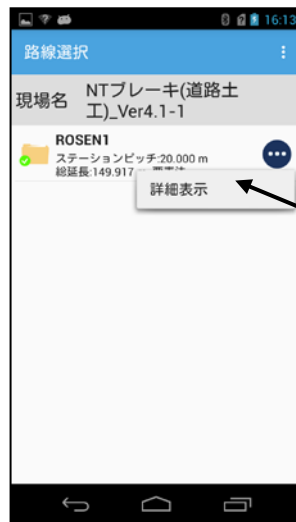 16:13
路線選択
現場名 NTブレーキ(道路土
工)_Ver4.1-1
ROSEN1
ステーションピッチ:20.000 m
総延長:149.917
詳細表示